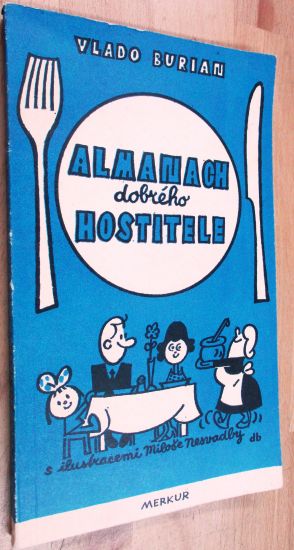 VLADO BURIAN
ALMANACH
dobrého
HOSTITELE
s ilustracemi Miloše Nesvadby
MERKUR